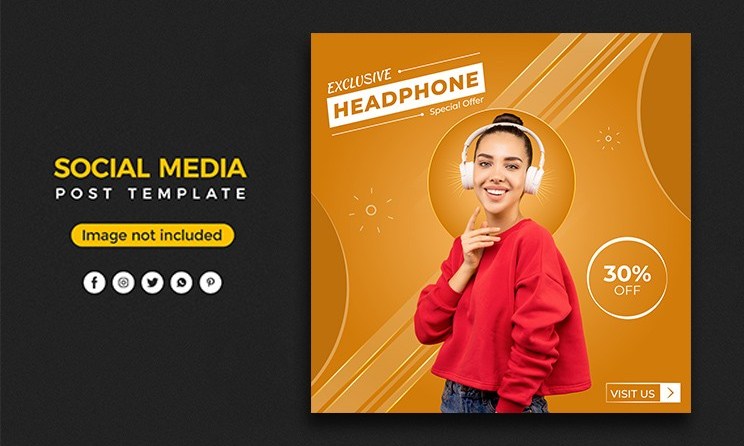 SOCIAL MEDIA
POST TEMPLATE
Image not included
EXCLUSIVE
HEADPHONE
Special Offer
30%
OFF
VISIT US